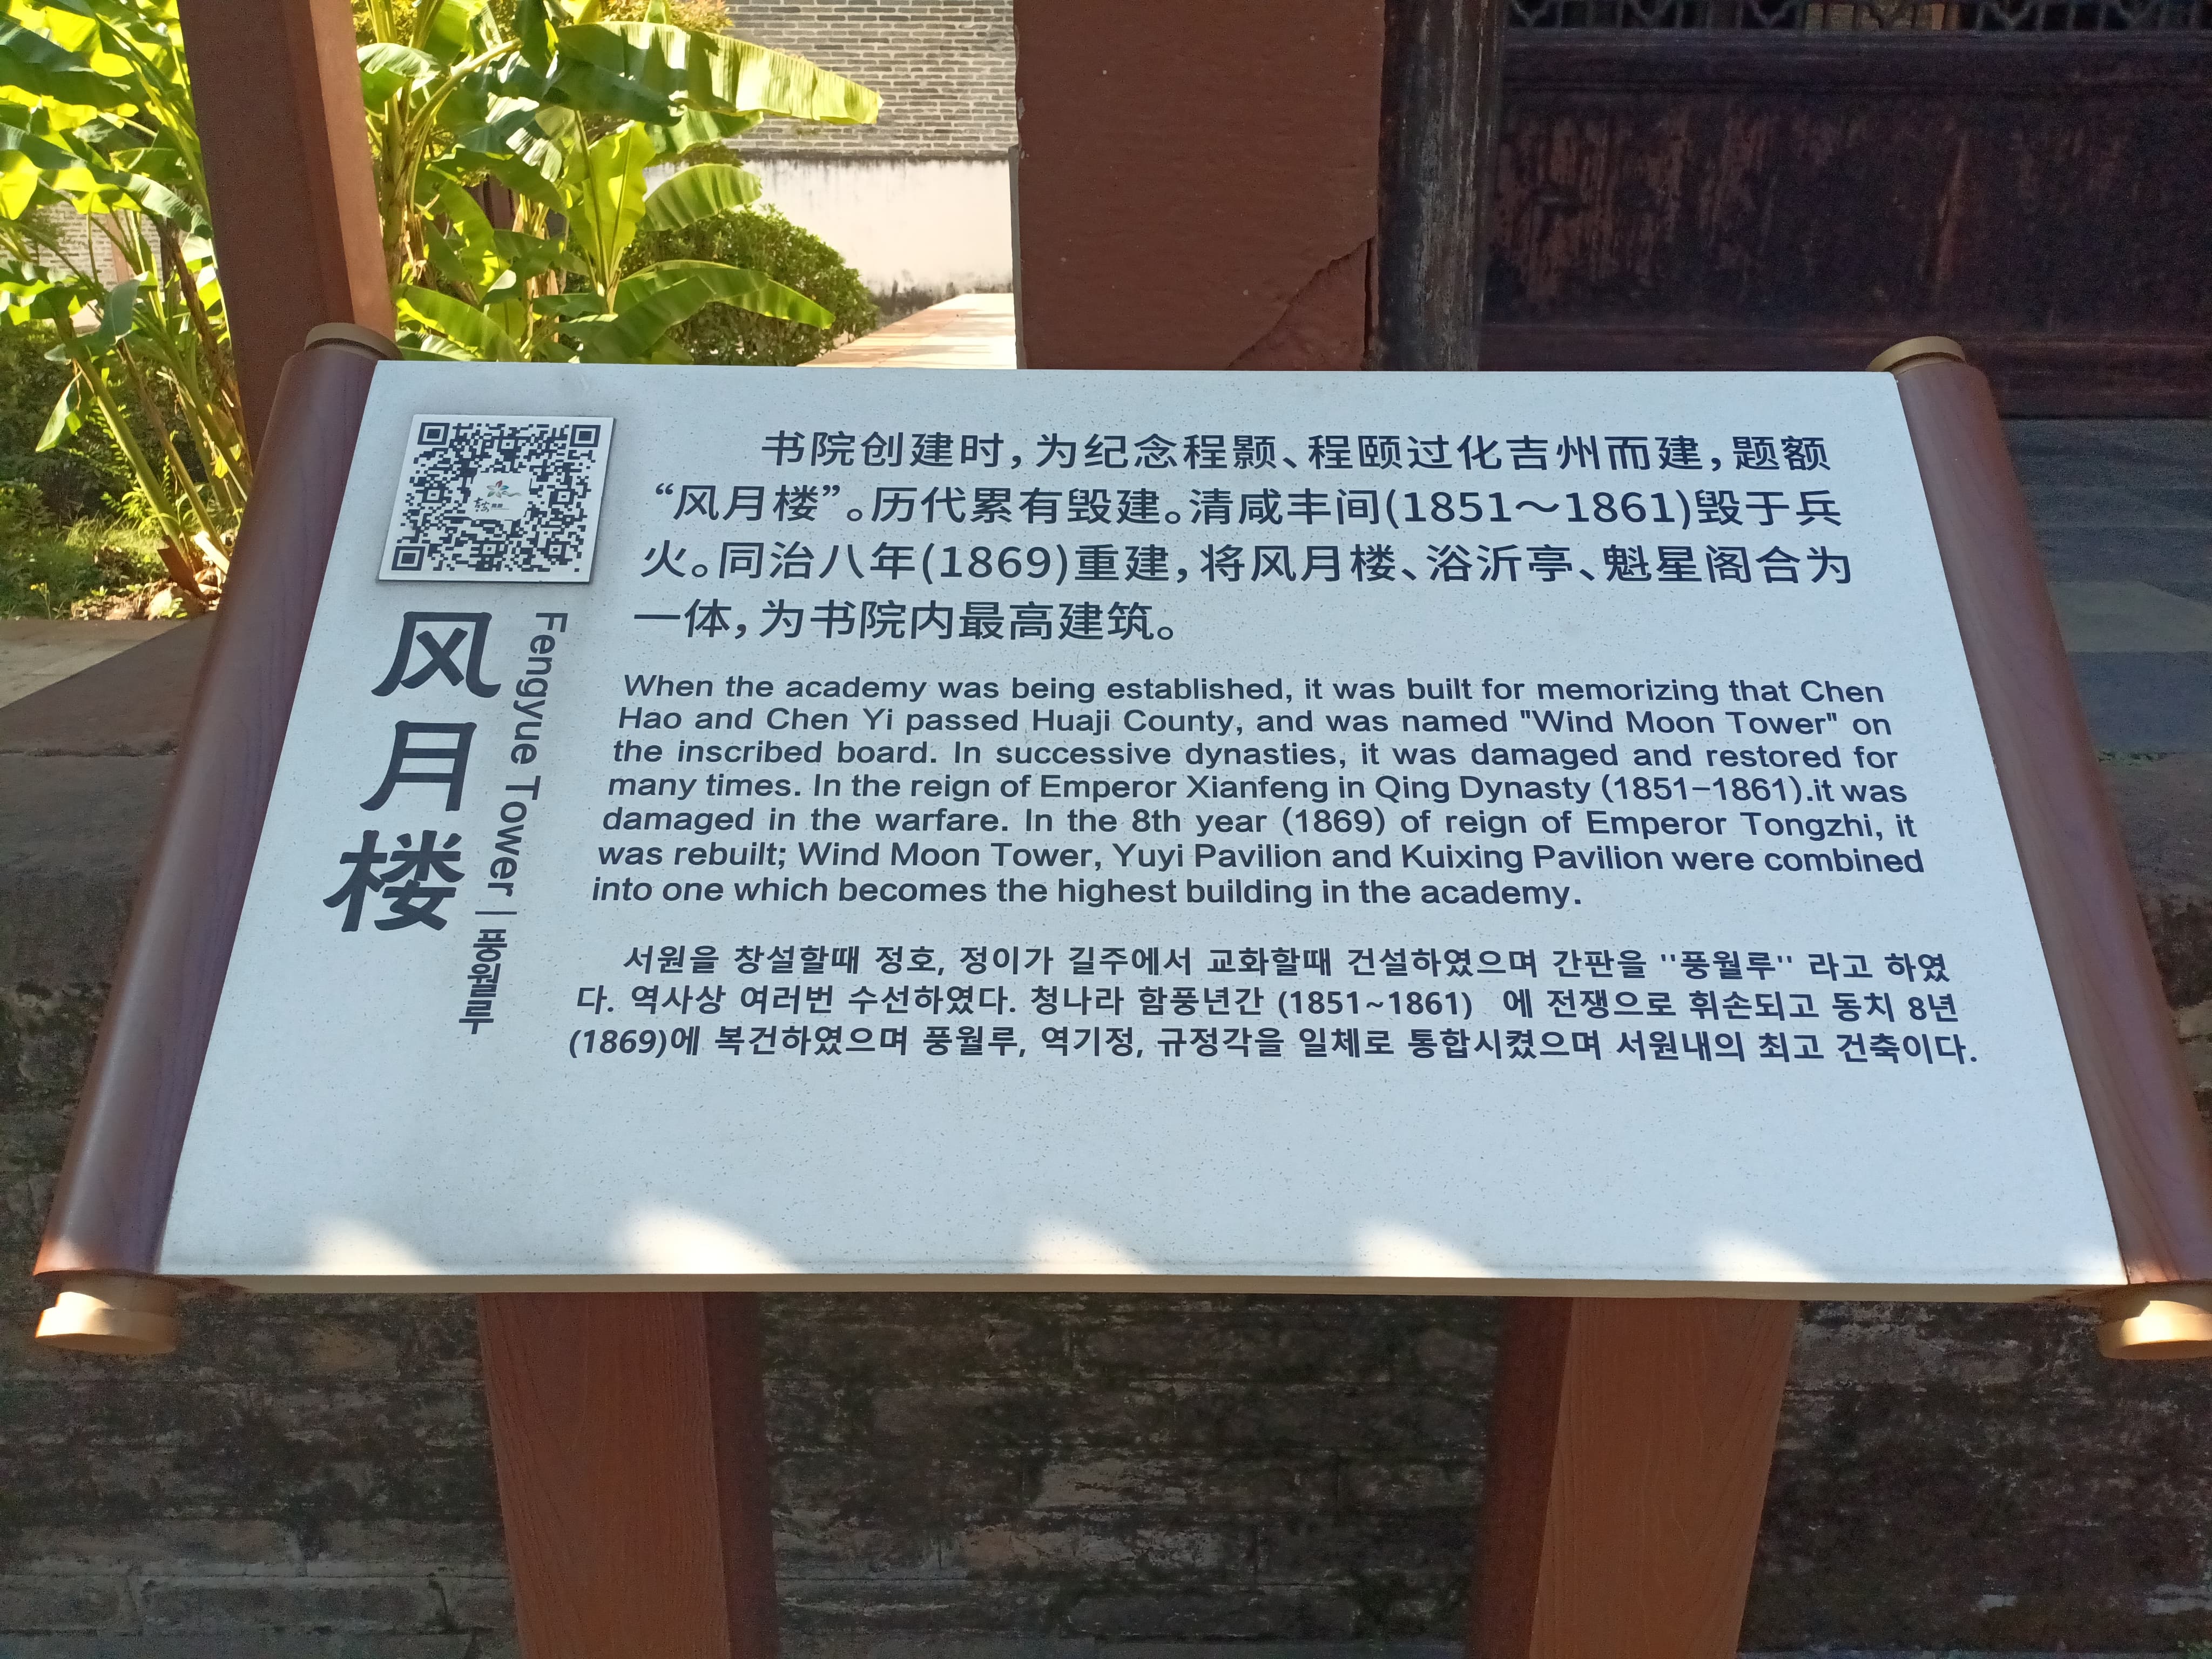 风月楼
Fengyue Tower | 풍월루
书院创建时，为纪念程颢、程颐过化吉州而建，题额
“风月楼”。历代累有毁建。清咸丰间(1851～1861)毁于兵
火。同治八年(1869)重建，将风月楼、浴沂亭、魁星阁合为
一体，为书院内最高建筑。
When the academy was being established, it was built for memorizing that Chen
Hao and Chen Yi passed Huaji County, and was named "Wind Moon Tower" on
the inscribed board. In successive dynasties, it was damaged and restored for
many times. In the reign of Emperor Xianfeng in Qing Dynasty (1851-1861).it was
damaged in the warfare. In the 8th year (1869) of reign of Emperor Tongzhi, it
was rebuilt; Wind Moon Tower, Yuyi Pavilion and Kuixing Pavilion were combined
into one which becomes the highest building in the academy.
서원을 창설할때 정호, 정이가 길주에서 교화할때 건설하였으며 간판을 "풍월루" 라고 하였
다. 역사상 여러번 수선하였다. 청나라 함풍년간 (1851~1861) 에 전쟁으로 휘손되고 동치 8년
(1869)에 복건하였으며 풍월루, 역기정, 규정각을 일체로 통합시켰으며 서원내의 최고 건축이다.